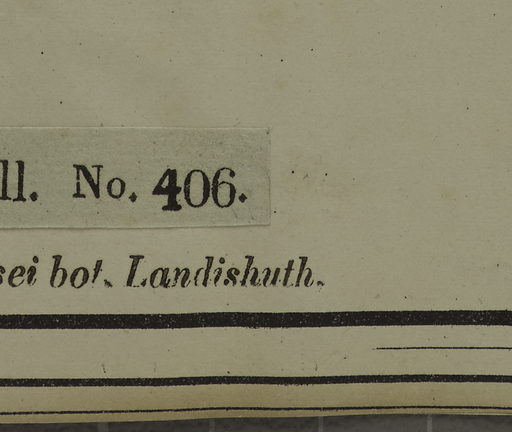 ll. No. 406.
sei bot. Landishuth.